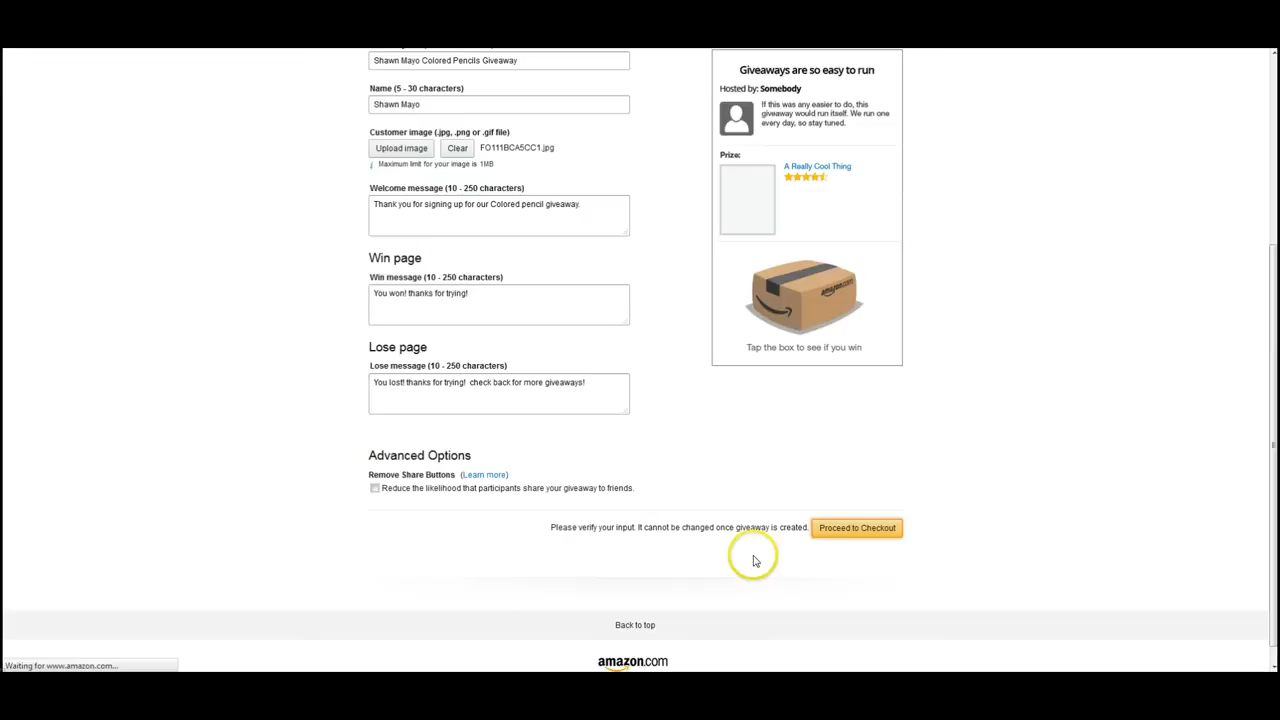 Shawn Mayo Colored Pencils Giveaway
Name (5 - 30 characters)
Shawn Mayo
Customer image (.jpg, .png or .gif file)
Upload image Clear FO111BCA5CC1.jpg
Maximum limit for your image is 1MB
Welcome message (10 - 250 characters)
Thank you for signing up for our Colored pencil giveaway.
Win page
Win message (10 - 250 characters)
You won! thanks for trying!
Lose page
Lose message (10 - 250 characters)
You lost! thanks for trying! check back for more giveaways!
Advanced Options
Remove Share Buttons (Learn more)
Reduce the likelihood that participants share your giveaway to friends.
Please verify your input. It cannot be changed once giveaway is created. Proceed to Checkout
Giveaways are so easy to run
Hosted by: Somebody
If this was any easier to do, this
giveaway would run itself. We run one
every day, so stay tuned.
Prize:
A Really Cool Thing
amazon.com
Tap the box to see if you win
Back to top
amazon.com
Waiting for www.amazon.com...